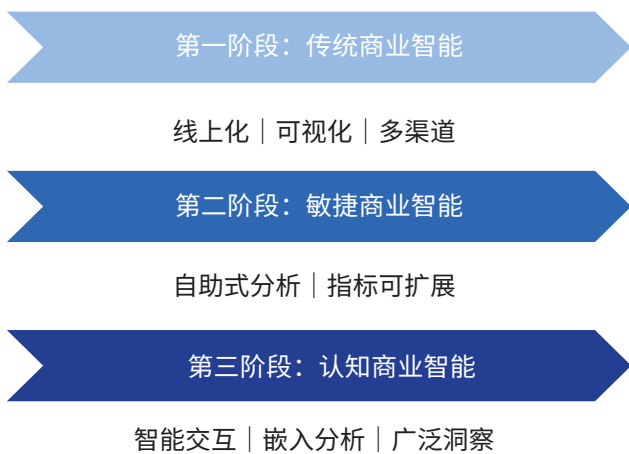 第一阶段：传统商业智能
线上化｜可视化｜多渠道
第二阶段：敏捷商业智能
自助式分析｜指标可扩展
第三阶段：认知商业智能
智能交互｜嵌入分析｜广泛洞察